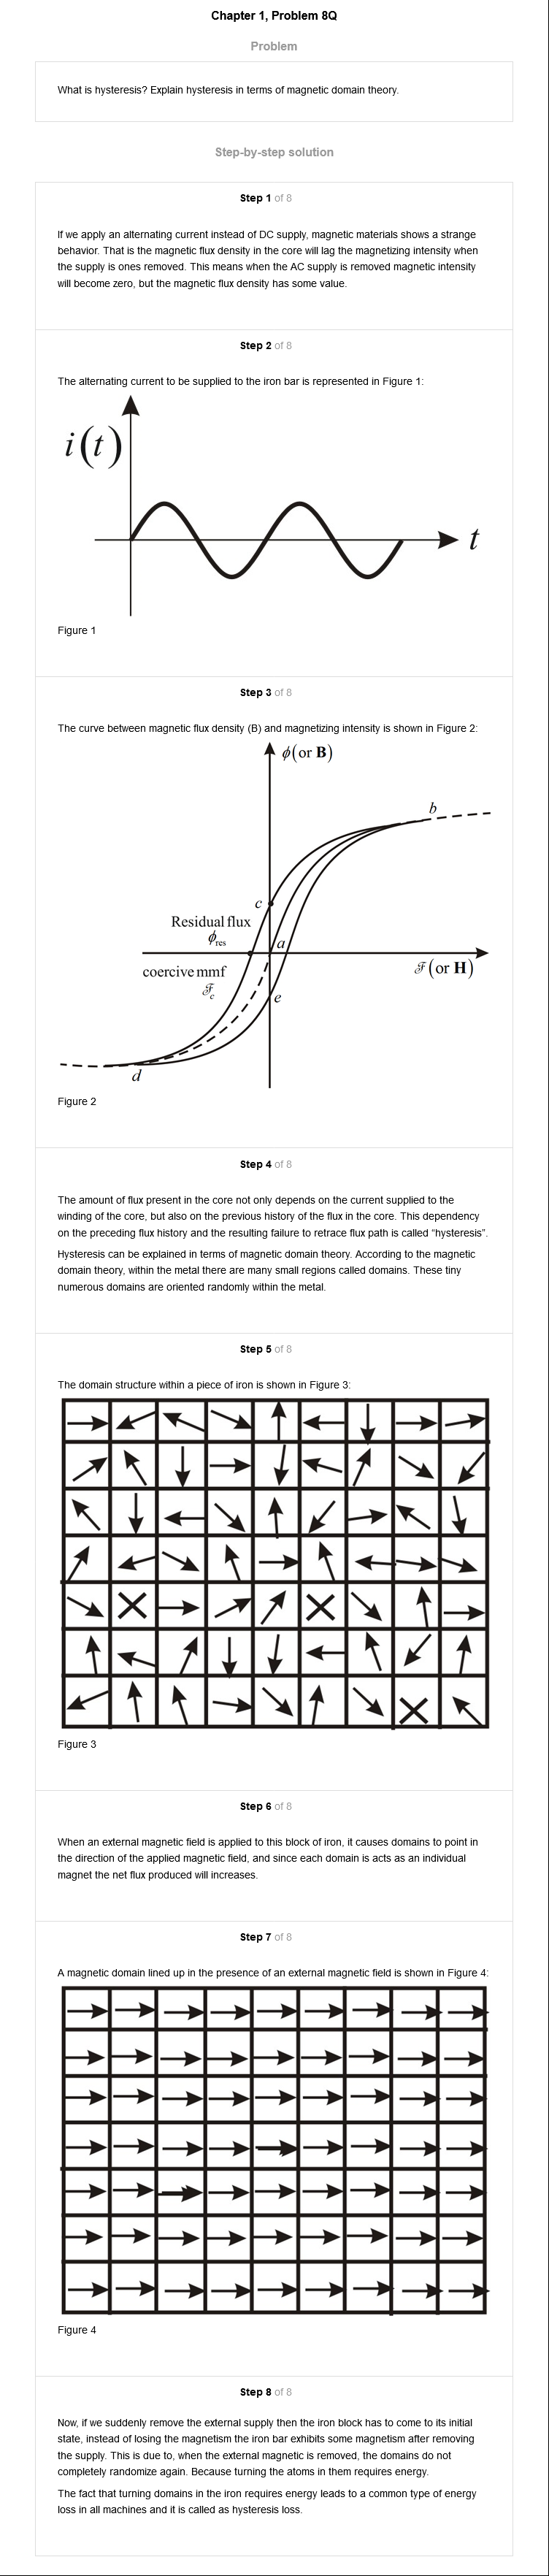 Chapter 1, Problem 8Q
Problem
What is hysteresis? Explain hysteresis in terms of magnetic domain theory.
Step-by-step solution
Step 1 of 8
If we apply an alternating current instead of DC supply, magnetic materials shows a strange
behavior. That is the magnetic flux density in the core will lag the magnetizing intensity when
the supply is ones removed. This means when the AC supply is removed magnetic intensity
will become zero, but the magnetic flux density has some value.
Step 2 of 8
The alternating current to be supplied to the iron bar is represented in Figure 1:
i(t)
t
Figure 1
Step 3 of 8
The curve between magnetic flux density (B) and magnetizing intensity is shown in Figure 2:
ϕ(or B)
b
c
Residual flux
ϕres
a
coercive mmf
ℱc
ℱ(or H)
e
d
Figure 2
Step 4 of 8
The amount of flux present in the core not only depends on the current supplied to the
winding of the core, but also on the previous history of the flux in the core. This dependency
on the preceding flux history and the resulting failure to retrace flux path is called “hysteresis”.
Hysteresis can be explained in terms of magnetic domain theory. According to the magnetic
domain theory, within the metal there are many small regions called domains. These tiny
numerous domains are oriented randomly within the metal.
Step 5 of 8
The domain structure within a piece of iron is shown in Figure 3:
Figure 3
Step 6 of 8
When an external magnetic field is applied to this block of iron, it causes domains to point in
the direction of the applied magnetic field, and since each domain is acts as an individual
magnet the net flux produced will increases.
Step 7 of 8
A magnetic domain lined up in the presence of an external magnetic field is shown in Figure 4:
Figure 4
Step 8 of 8
Now, if we suddenly remove the external supply then the iron block has to come to its initial
state, instead of losing the magnetism the iron bar exhibits some magnetism after removing
the supply. This is due to, when the external magnetic is removed, the domains do not
completely randomize again. Because turning the atoms in them requires energy.
The fact that turning domains in the iron requires energy leads to a common type of energy
loss in all machines and it is called as hysteresis loss.